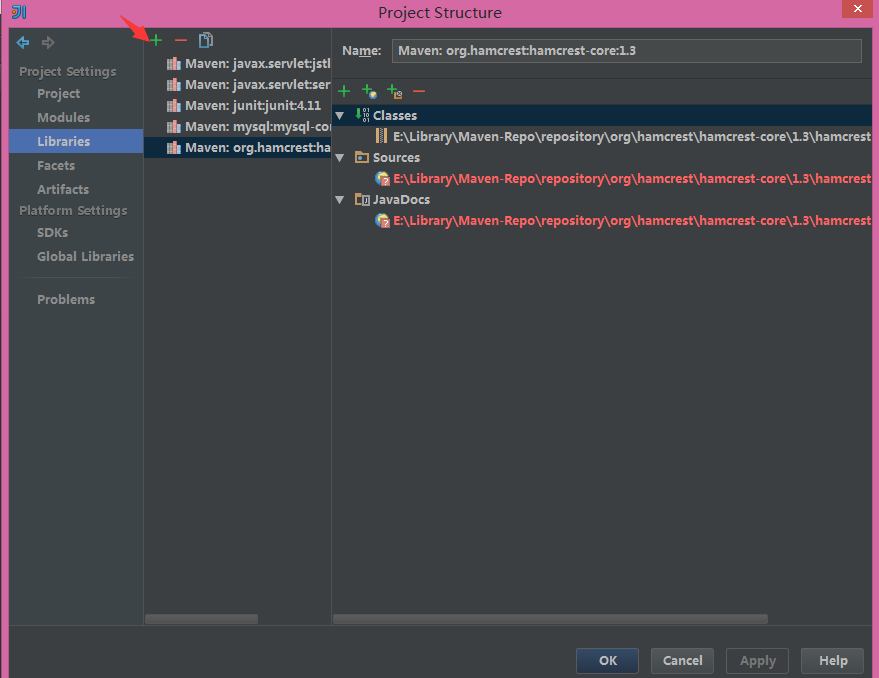 Project Structure
Project Settings
Project
Modules
Libraries
Facets
Artifacts
Platform Settings
SDKs
Global Libraries
Problems
Maven: javax.servlet:jstl
Maven: javax.servlet:ser
Maven: junit:junit:4.11
Maven: mysql:mysql-co
Maven: org.hamcrest:ha
Name: Maven: org.hamcrest:hamcrest-core:1.3
Classes
E:\Library\Maven-Repo\repository\org\hamcrest\hamcrest-core\1.3\hamcrest
Sources
E:\Library\Maven-Repo\repository\org\hamcrest\hamcrest-core\1.3\hamcrest
JavaDocs
E:\Library\Maven-Repo\repository\org\hamcrest\hamcrest-core\1.3\hamcrest
OK
Cancel
Apply
Help